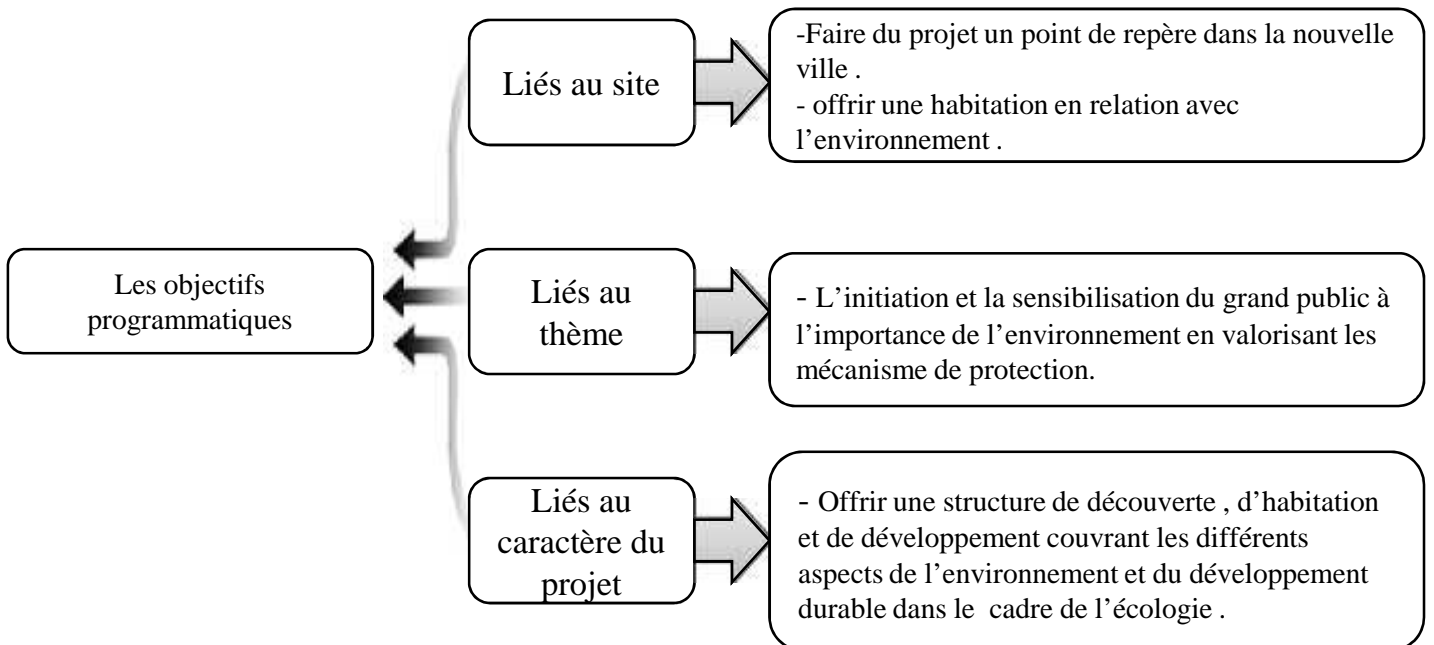 Liés au site
-Faire du projet un point de repère dans la nouvelle
ville .
- offrir une habitation en relation avec
l’environnement .
Les objectifs
programmatiques
Liés au
thème
- L’initiation et la sensibilisation du grand public à
l’importance de l’environnement en valorisant les
mécanisme de protection.
Liés au
caractère du
projet
- Offrir une structure de découverte , d’habitation
et de développement couvrant les différents
aspects de l’environnement et du développement
durable dans le  cadre de l’écologie .